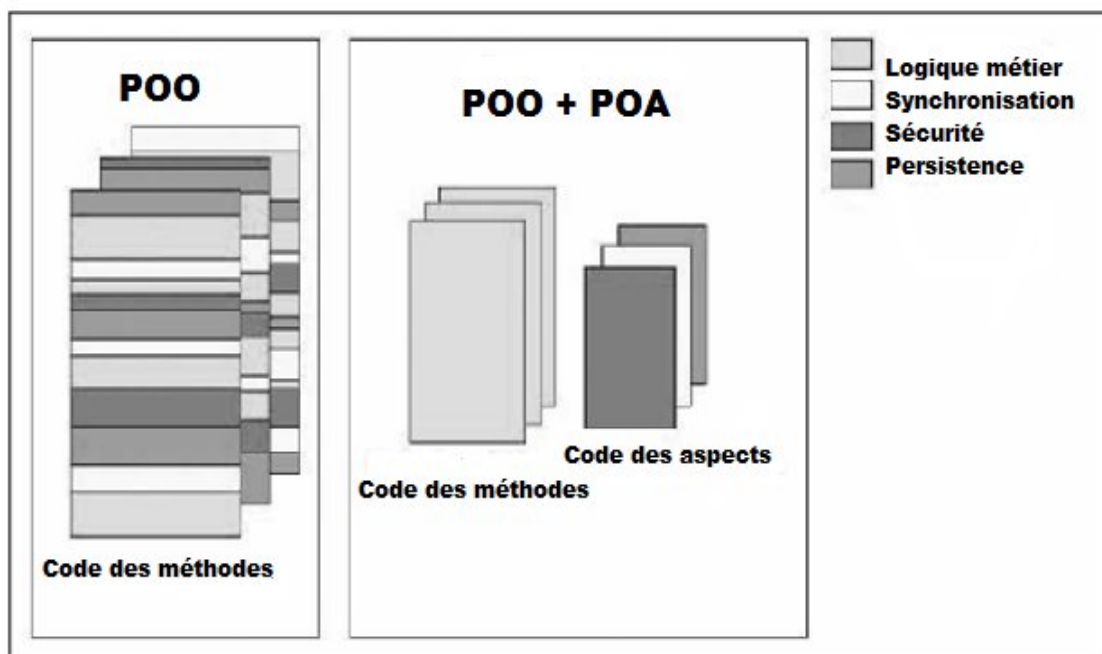 POO
Code des méthodes
POO + POA
Code des méthodes
Code des aspects
Logique métier
Synchronisation
Sécurité
Persistence